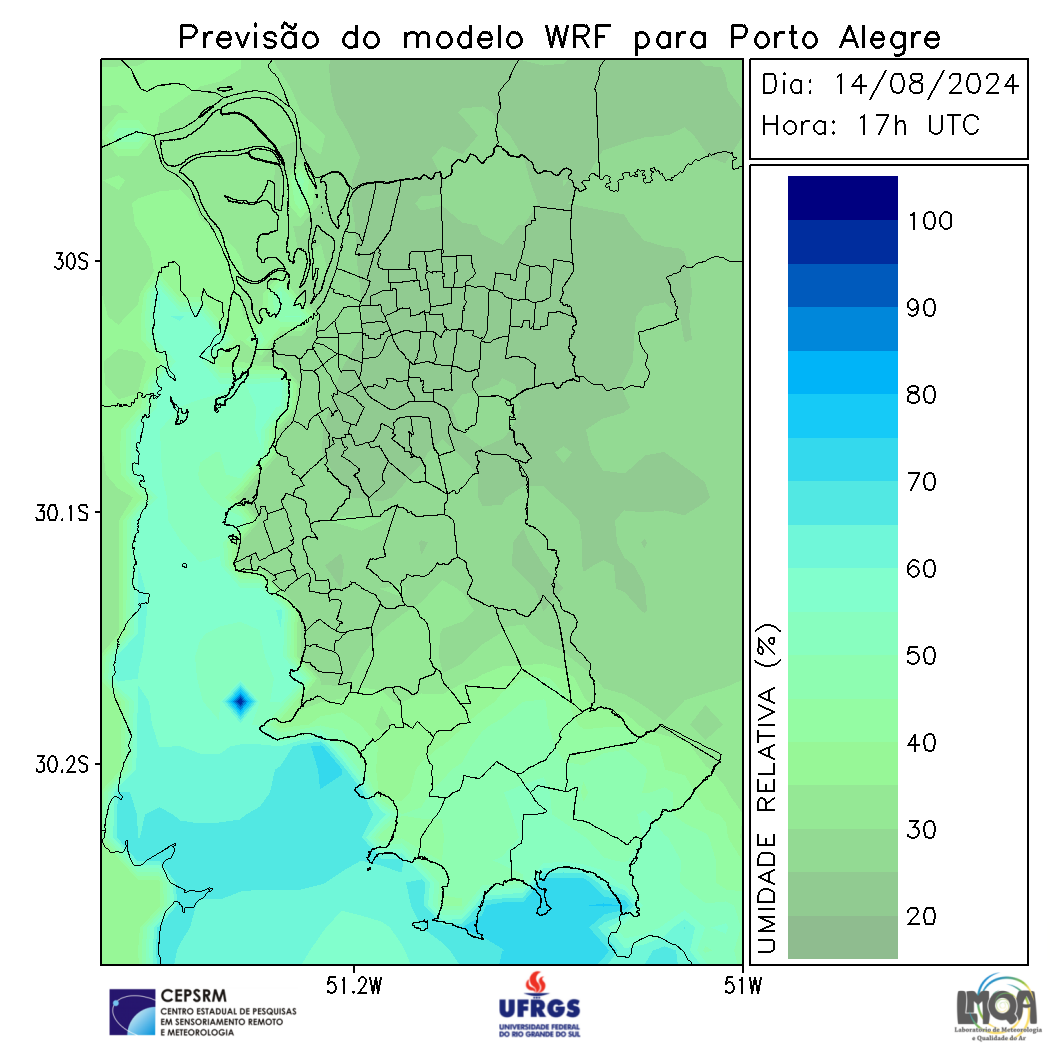 Previsão do modelo WRF para Porto Alegre
Dia: 14/08/2024
Hora: 17h UTC
30S
30.1S
30.2S
51.2W
51W
UMIDADE RELATIVA (%)
100
90
80
70
60
50
40
30
20
CEPSRM
CENTRO ESTADUAL DE PESQUISAS
EM SENSORIAMENTO REMOTO
E METEOROLOGIA
UFRGS
UNIVERSIDADE FEDERAL
DO RIO GRANDE DO SUL
LMQA
Laboratório de Meteorologia
e Qualidade do Ar